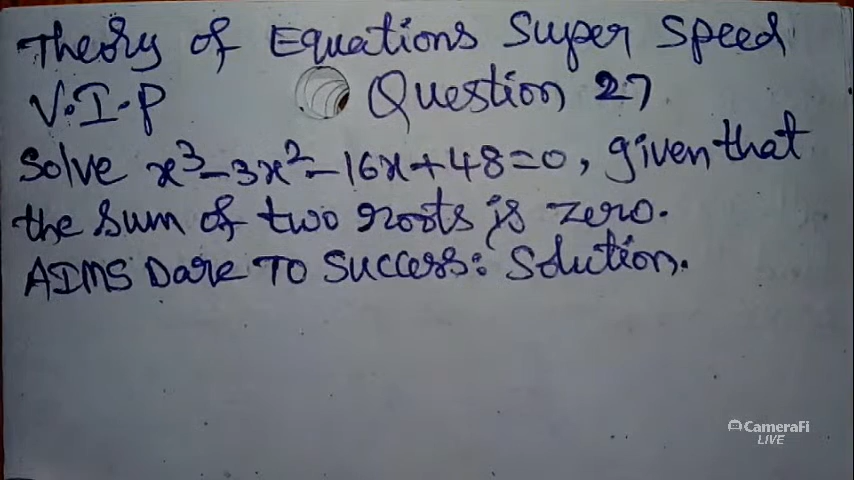 Theory of Equations Super Speed
V.I.P Question 27
Solve x³-3x²-16x+48=0, given that
the sum of two roots is zero.
AIMS Dare To Success: Solution.
CameraFi
LIVE